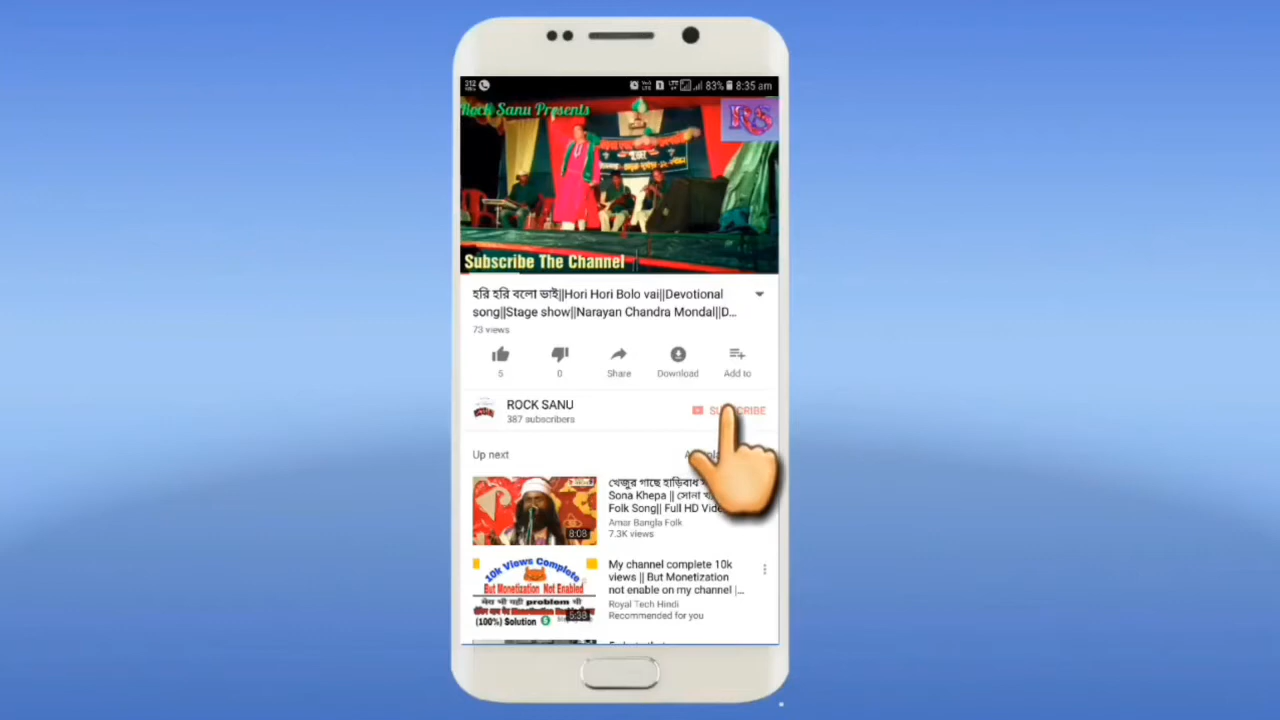 83% 8:35 am
Rock Sanu Presents
RS
Subscribe The Channel
হরি হরি বলো ভাই||Hori Hori Bolo vai||Devotional
song||Stage show||Narayan Chandra Mondal||D...
73 views
5
0
Share
Download
Add to
ROCK SANU
387 subscribers
Up next
খেজুর গাছে হাড়িবাধ
Sona Khepa || সোনা
Folk Song|| Full HD
Amar Bangla Folk
7.3K views
8:08
My channel complete 10k
views || But Monetization
not enable on my channel |...
Royal Tech Hindi
Recommended for you
10k Views Complete
But Monetization Not Enabled
मेरा भी यही problem भी
(100%) Solution
5:38